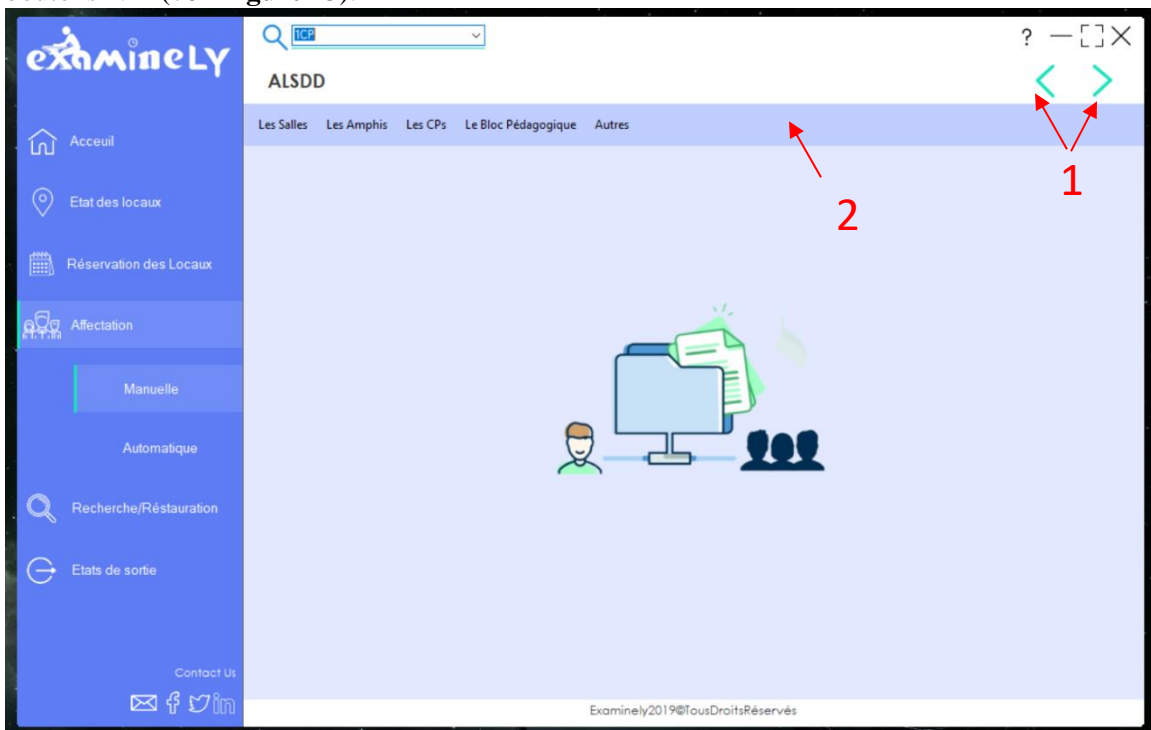 examinely
1CP
?
ALSDD
Les Salles Les Amphis Les CPs Le Bloc Pédagogique Autres
1
2
Acceuil
Etat des locaux
Réservation des Locaux
Affectation
Manuelle
Automatique
Recherche/Réstauration
Etats de sortie
Contact Us
Examinely2019©TousDroitsRéservés